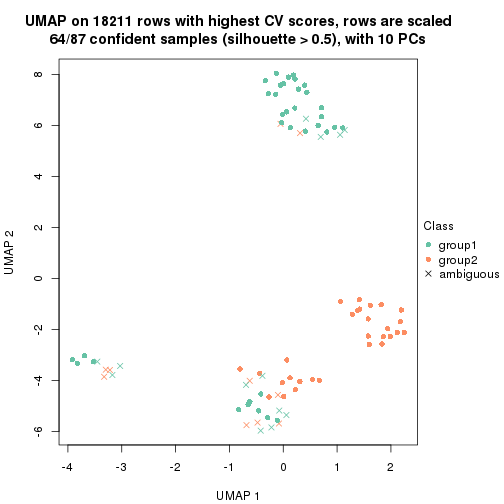 UMAP on 18211 rows with highest CV scores, rows are scaled
64/87 confident samples (silhouette > 0.5), with 10 PCs
8
6
4
2
0
-2
-4
-6
UMAP 2
-4
-3
-2
-1
0
1
2
UMAP 1
Class
group1
group2
ambiguous